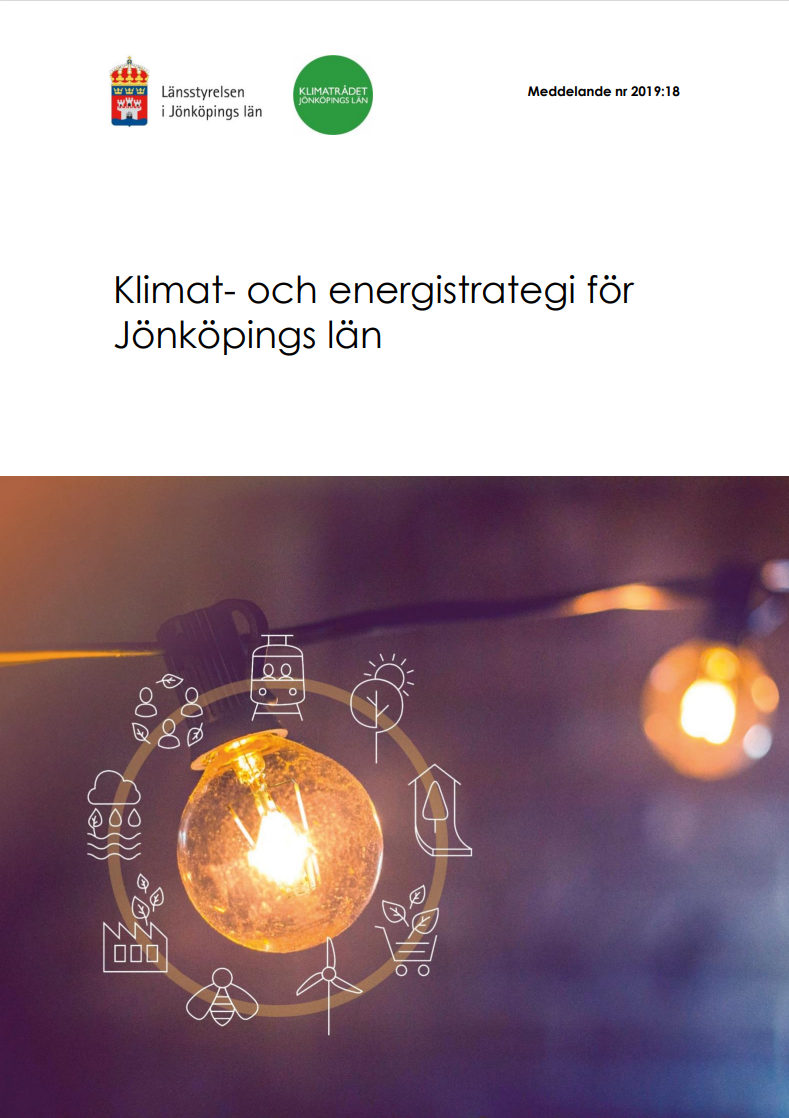 Länsstyrelsen
i Jönköpings län
KLIMATRÅDET
JÖNKÖPINGS LÄN
Meddelande nr 2019:18
Klimat- och energistrategi för
Jönköpings län